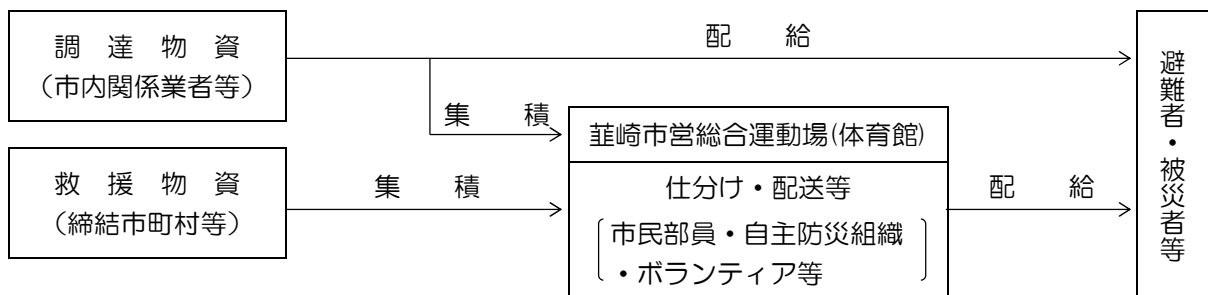 調達物資
(市内関係業者等)
配給
集積
韮崎市営総合運動場(体育館)
救援物資
(締結市町村等)
集積
仕分け・配送等
市民部員・自主防災組織
・ボランティア等
配給
避難者・被災者等